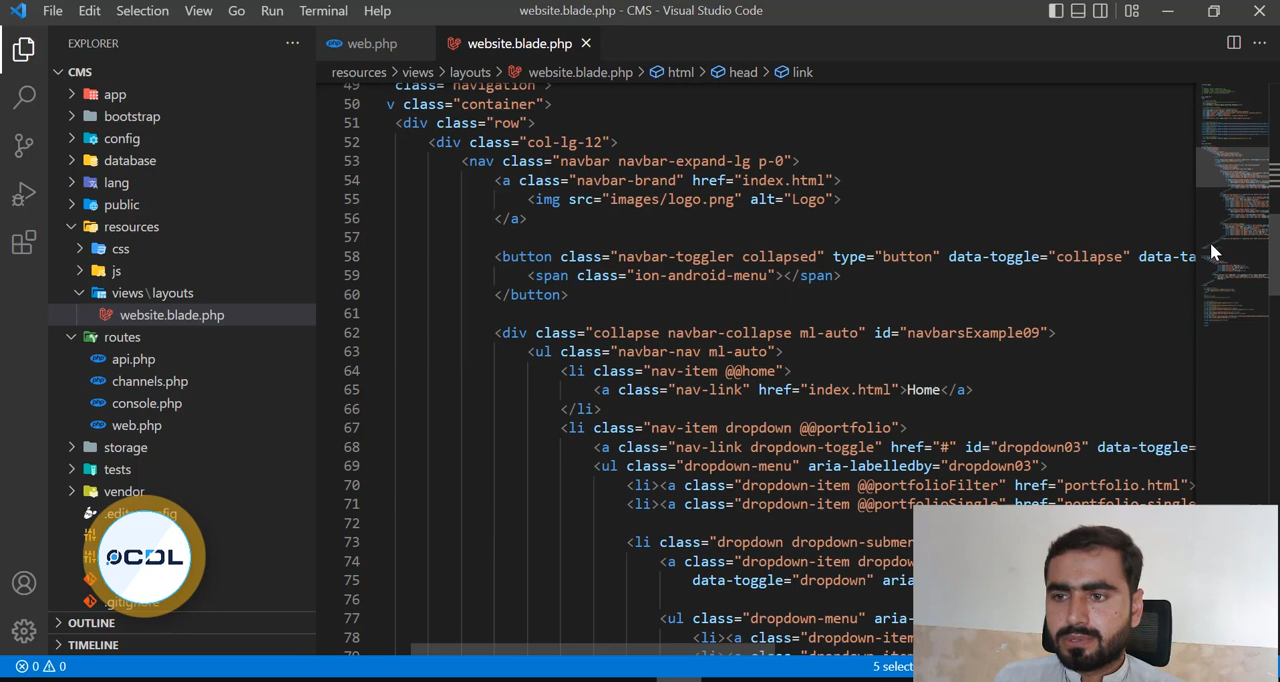 File Edit Selection View Go Run Terminal Help website.blade.php - CMS - Visual Studio Code
EXPLORER
CMS
app
bootstrap
config
database
lang
public
resources
css
js
views\layouts
website.blade.php
routes
api.php
channels.php
console.php
web.php
storage
tests
vendor
.gitignore
OUTLINE
TIMELINE
OCDL
web.php website.blade.php
resources > views > layouts > website.blade.php > html > head > link
49 class="navigation">
50 v class="container">
51 <div class="row">
52 <div class="col-lg-12">
53 <nav class="navbar navbar-expand-lg p-0">
54 <a class="navbar-brand" href="index.html">
55 <img src="images/logo.png" alt="Logo">
56 </a>
57
58 <button class="navbar-toggler collapsed" type="button" data-toggle="collapse" data-ta
59 <span class="ion-android-menu"></span>
60 </button>
61
62 <div class="collapse navbar-collapse ml-auto" id="navbarsExample09">
63 <ul class="navbar-nav ml-auto">
64 <li class="nav-item @@home">
65 <a class="nav-link" href="index.html">Home</a>
66 </li>
67 <li class="nav-item dropdown @@portfolio">
68 <a class="nav-link dropdown-toggle" href="#" id="dropdown03" data-toggle=
69 <ul class="dropdown-menu" aria-labelledby="dropdown03">
70 <li><a class="dropdown-item @@portfolioFilter" href="portfolio.html">
71 <li><a class="dropdown-item @@portfolioSingle" href="portfolio-single
72
73 <li class="dropdown dropdown-subme
74 <a class="dropdown-item dropdow
75 data-toggle="dropdown" aria
76
77 <ul class="dropdown-menu" aria-
78 <li><a class="dropdown-item
0 0
5 select